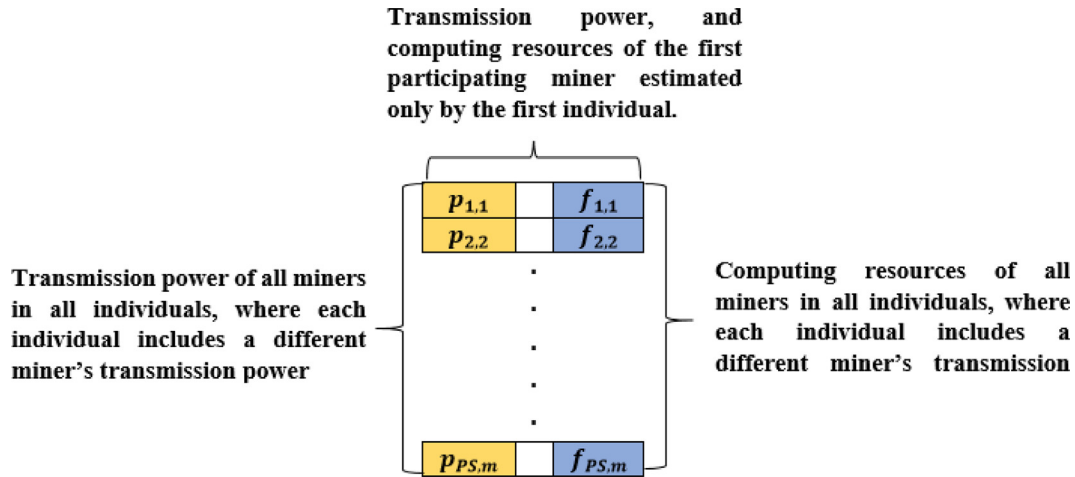 Transmission power, and
computing resources of the first
participating miner estimated
only by the first individual.
p1,1 f1,1
p2,2 f2,2
Transmission power of all miners
in all individuals, where each
individual includes a different
miner's transmission power
Computing resources of all
miners in all individuals, where
each individual includes a
different miner's transmission
pPS,m fPS,m